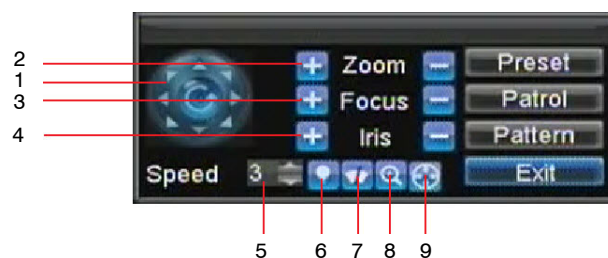 2 Zoom Preset
1
3 Focus Patrol
4 Iris Pattern
Speed 3 Exit
5 6 7 8 9